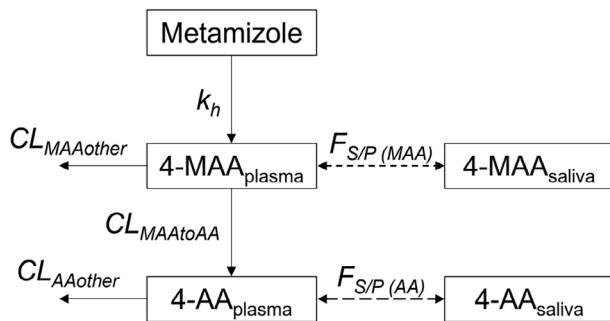 Metamizole
k_h
CL_MAAother
4-MAA_plasma
F_S/P (MAA)
4-MAA_saliva
CL_MAAtoAA
CL_AAother
4-AA_plasma
F_S/P (AA)
4-AA_saliva